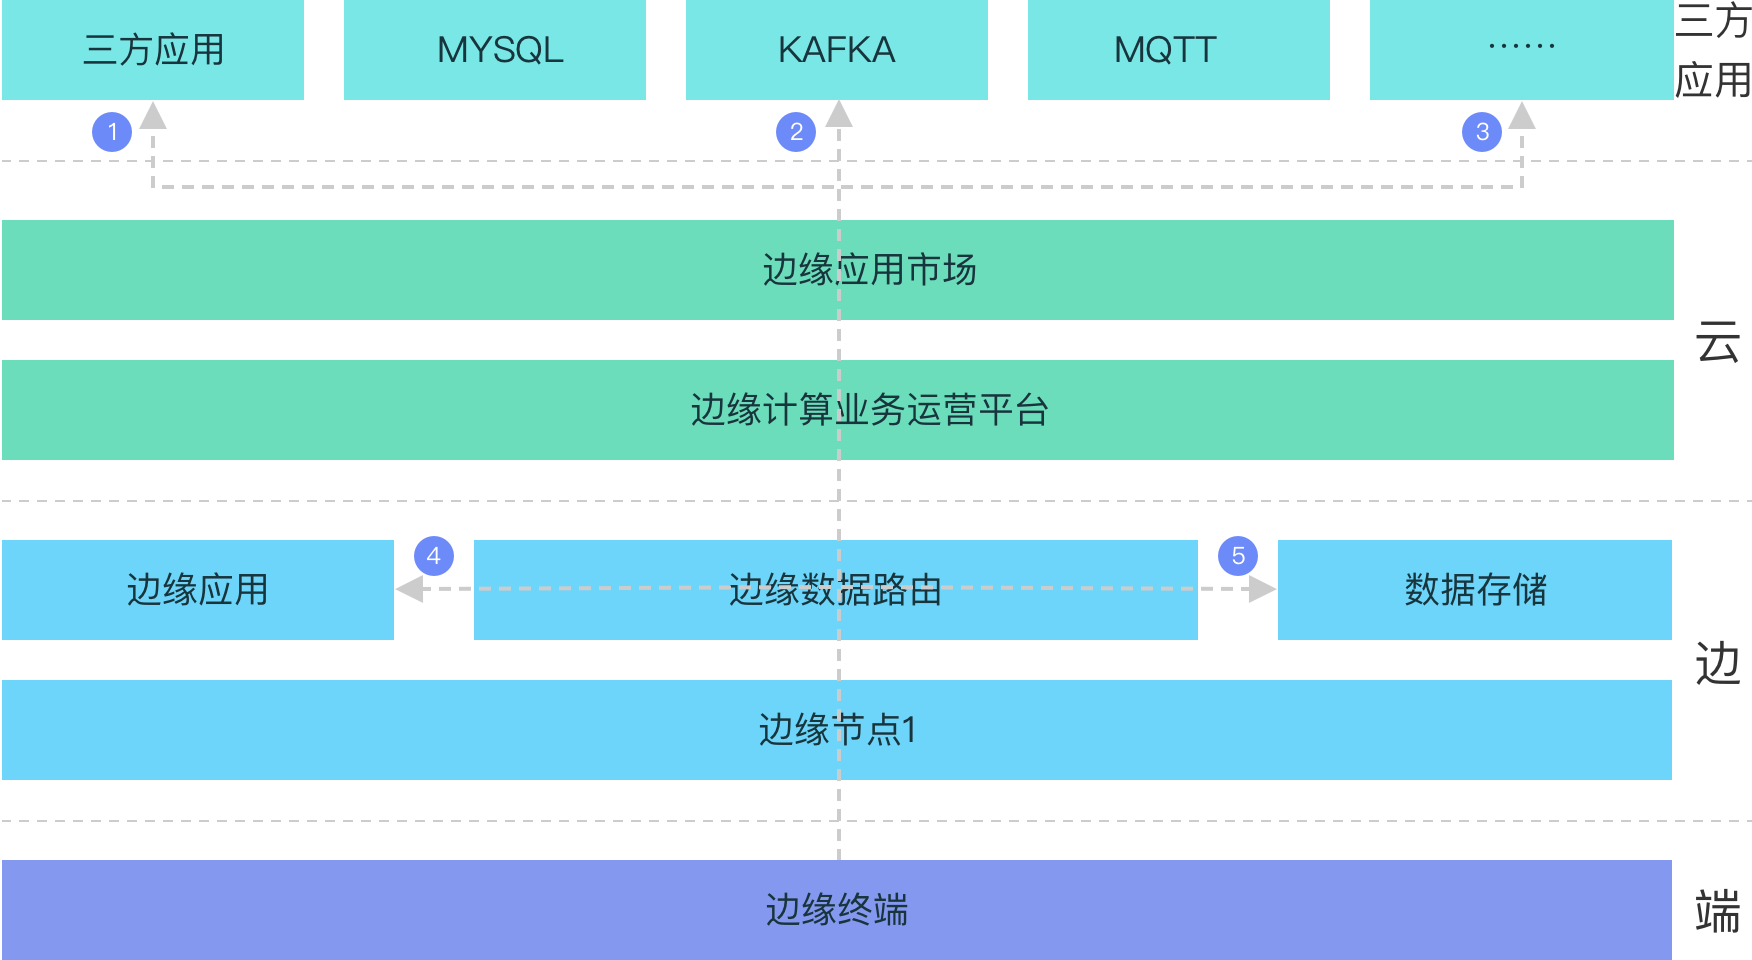 三方应用
MYSQL
KAFKA
MQTT
······
三方
应用
1
2
3
边缘应用市场
云
边缘计算业务运营平台
4
5
边缘应用
边缘数据路由
数据存储
边
边缘节点1
边缘终端
端